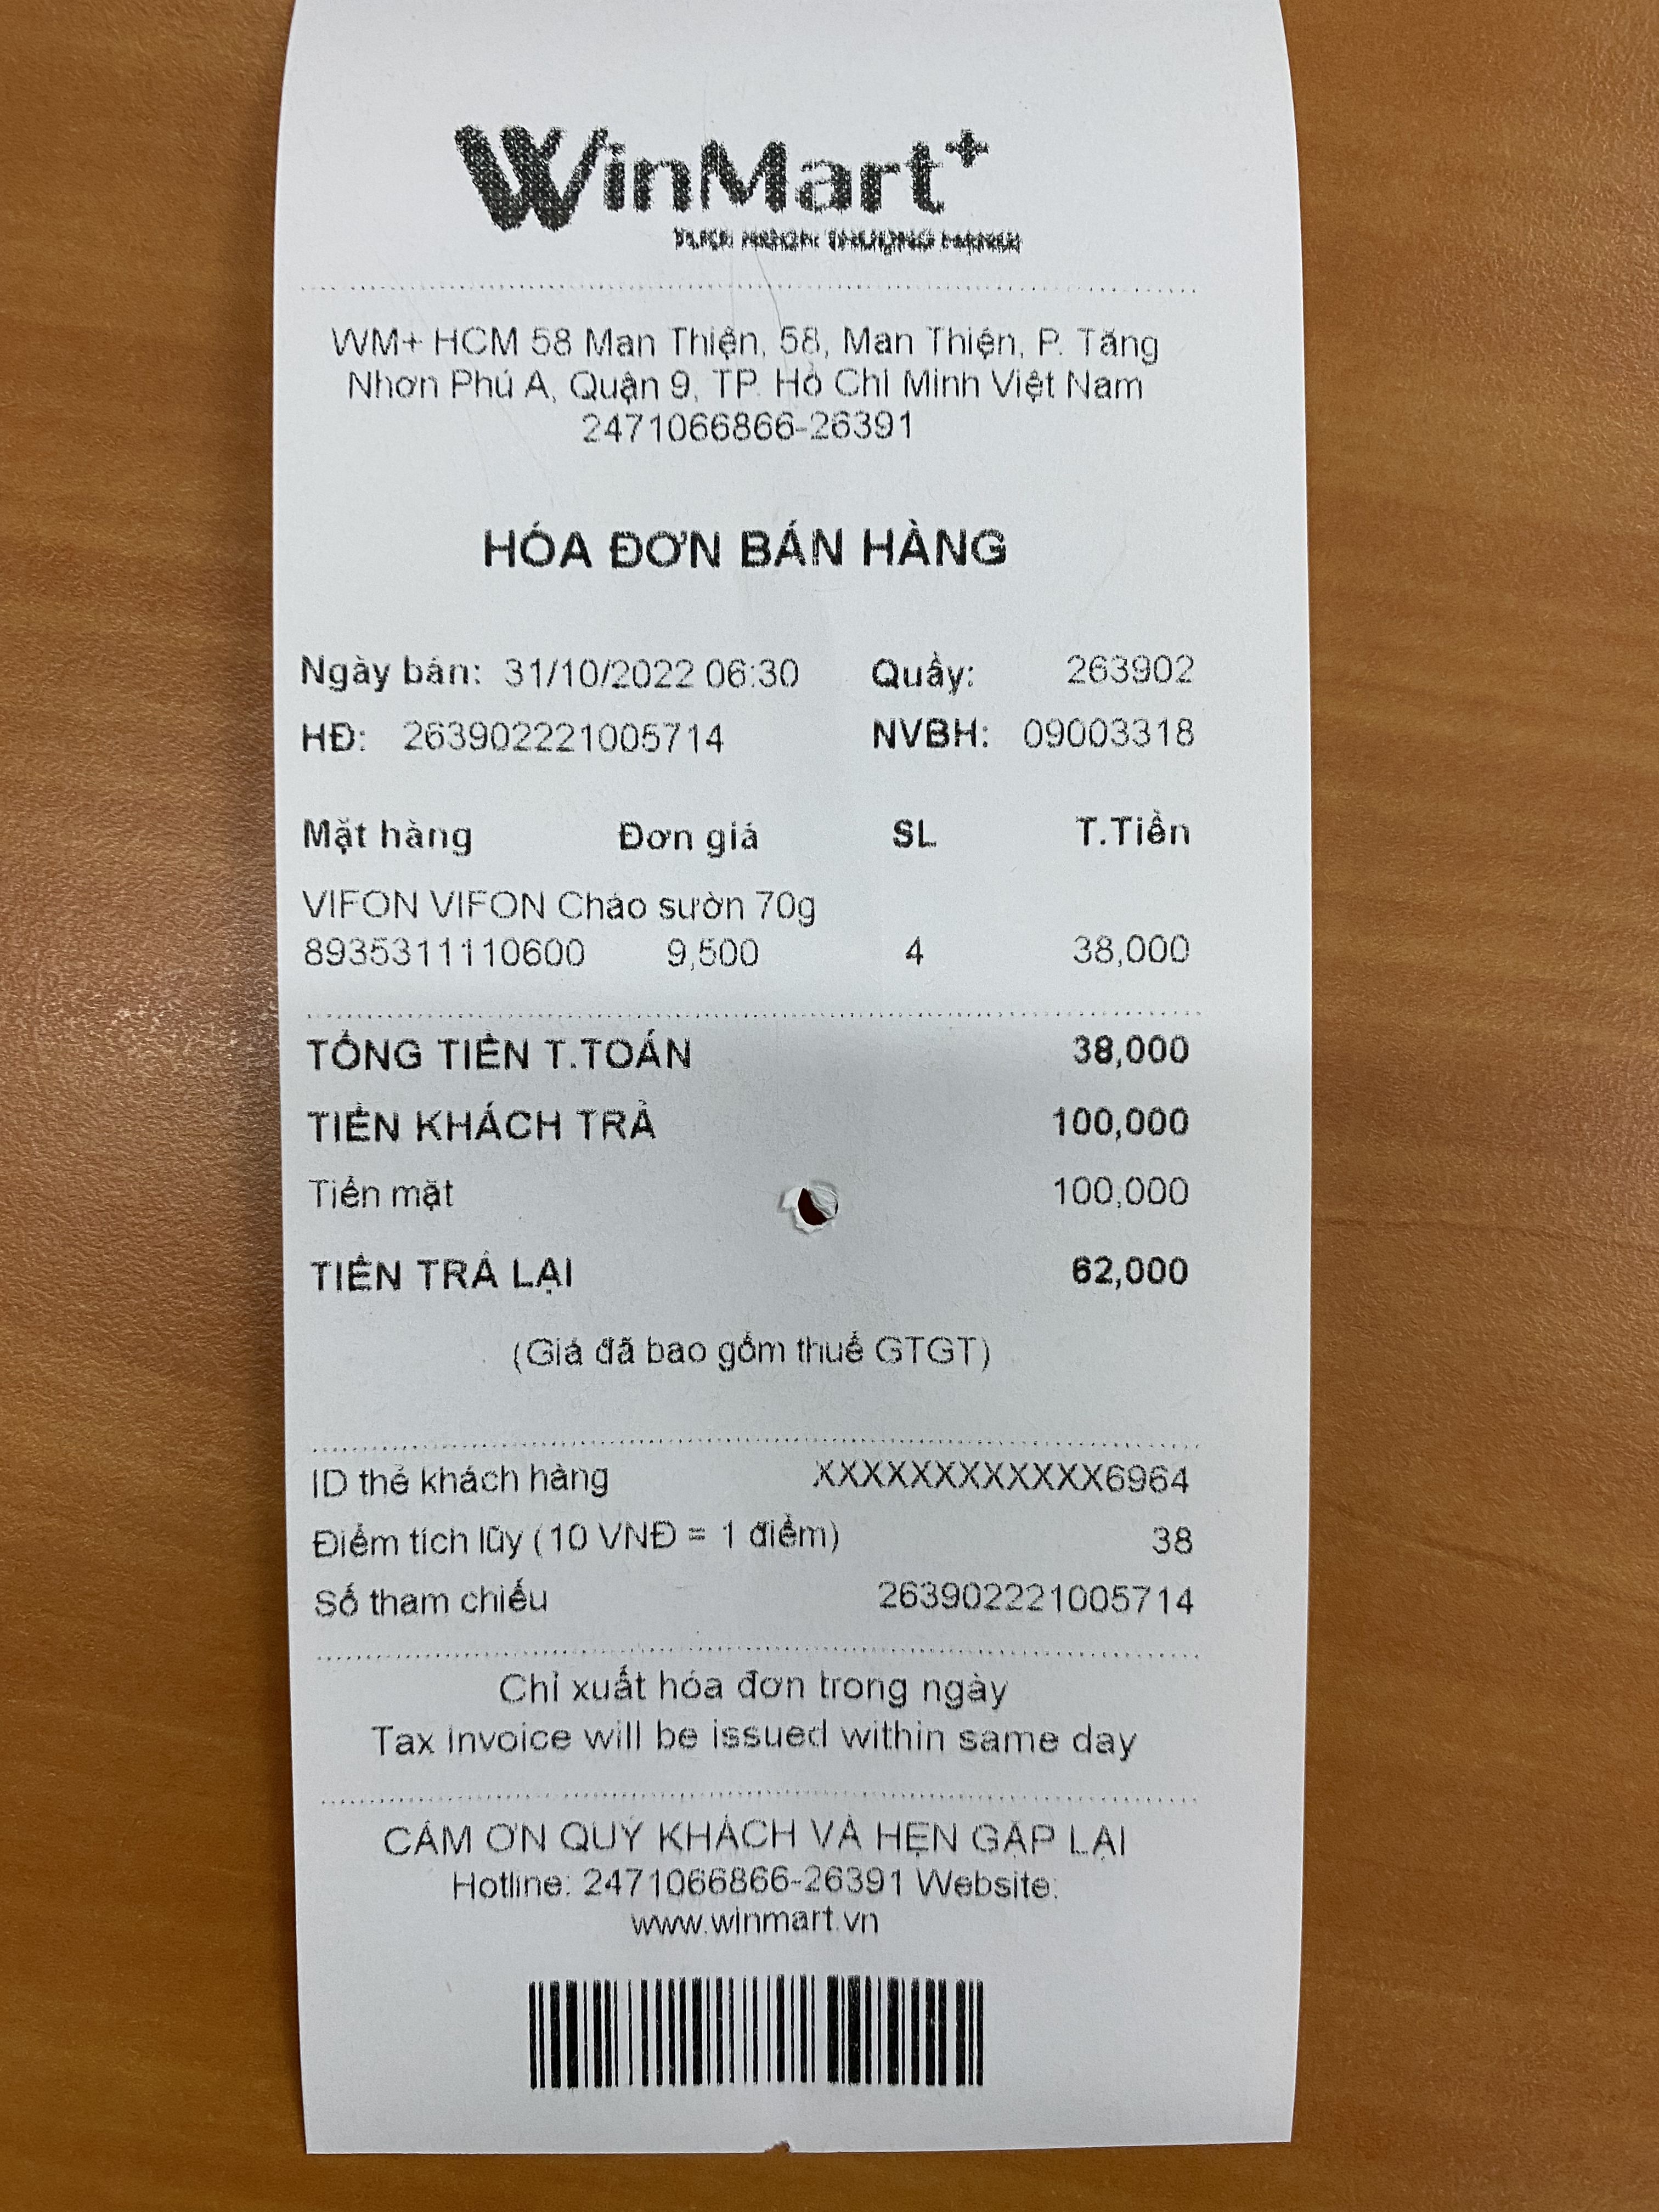 WinMart+
WM+ HCM 58 Man Thiện, 58, Man Thiện, P. Tăng
Nhơn Phú A, Quận 9, TP. Hồ Chí Minh Việt Nam
2471066866-26391
HÓA ĐƠN BÁN HÀNG
Ngày bán: 31/10/2022 06:30 Quầy: 263902
HĐ: 263902221005714 NVBH: 09003318
Mặt hàng Đơn giá SL T.Tiền
VIFON VIFON Cháo sườn 70g
8935311110600 9,500 4 38,000
TỔNG TIỀN T.TOÁN 38,000
TIỀN KHÁCH TRẢ 100,000
Tiền mặt 100,000
TIỀN TRẢ LẠI 62,000
(Giá đã bao gồm thuế GTGT)
ID thẻ khách hàng XXXXXXXXXXXX6964
Điểm tích lũy (10 VNĐ = 1 điểm) 38
Số tham chiếu 263902221005714
Chỉ xuất hóa đơn trong ngày
Tax Invoice will be issued within same day
CẢM ƠN QUÝ KHÁCH VÀ HẸN GẶP LẠI
Hotline: 2471066866-26391 Website:
www.winmart.vn